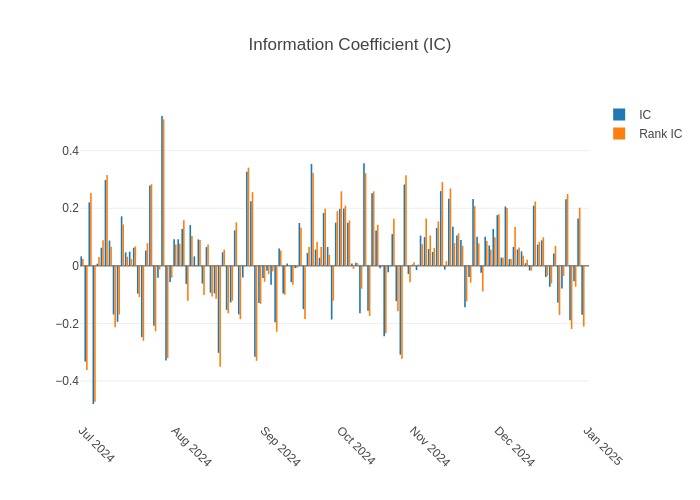 Information Coefficient (IC)
IC
Rank IC
0.4
0.2
0
−0.2
−0.4
Jul 2024
Aug 2024
Sep 2024
Oct 2024
Nov 2024
Dec 2024
Jan 2025